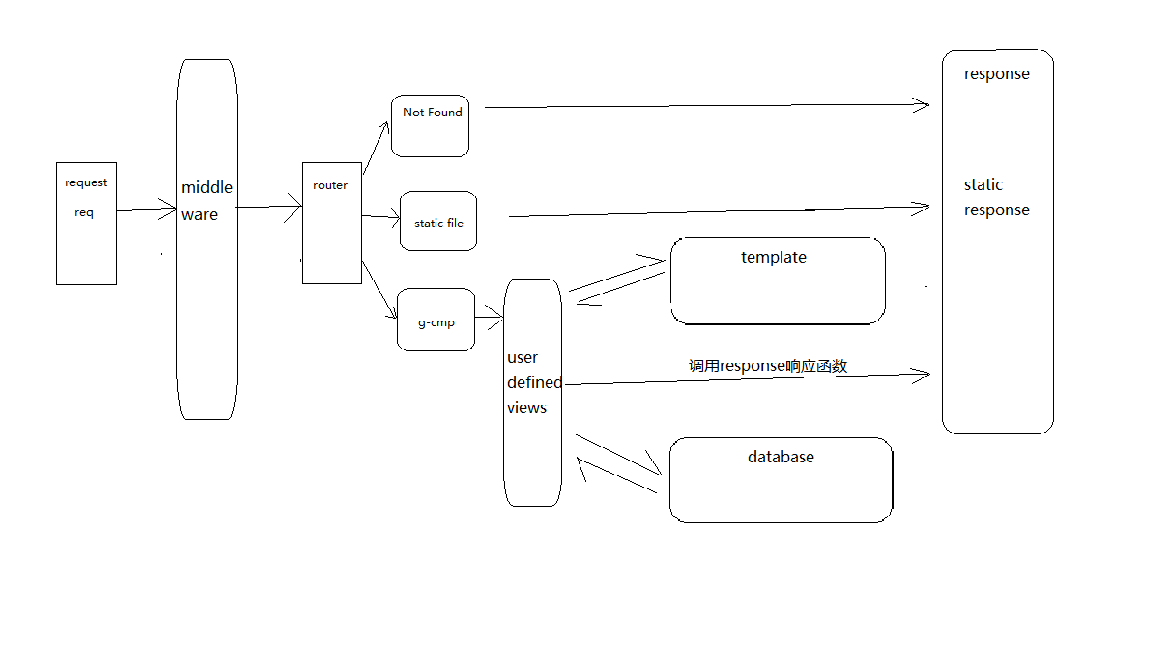 request
req
middle
ware
router
Not Found
static file
g-cmp
user
defined
views
template
调用response响应函数
database
response
static
response